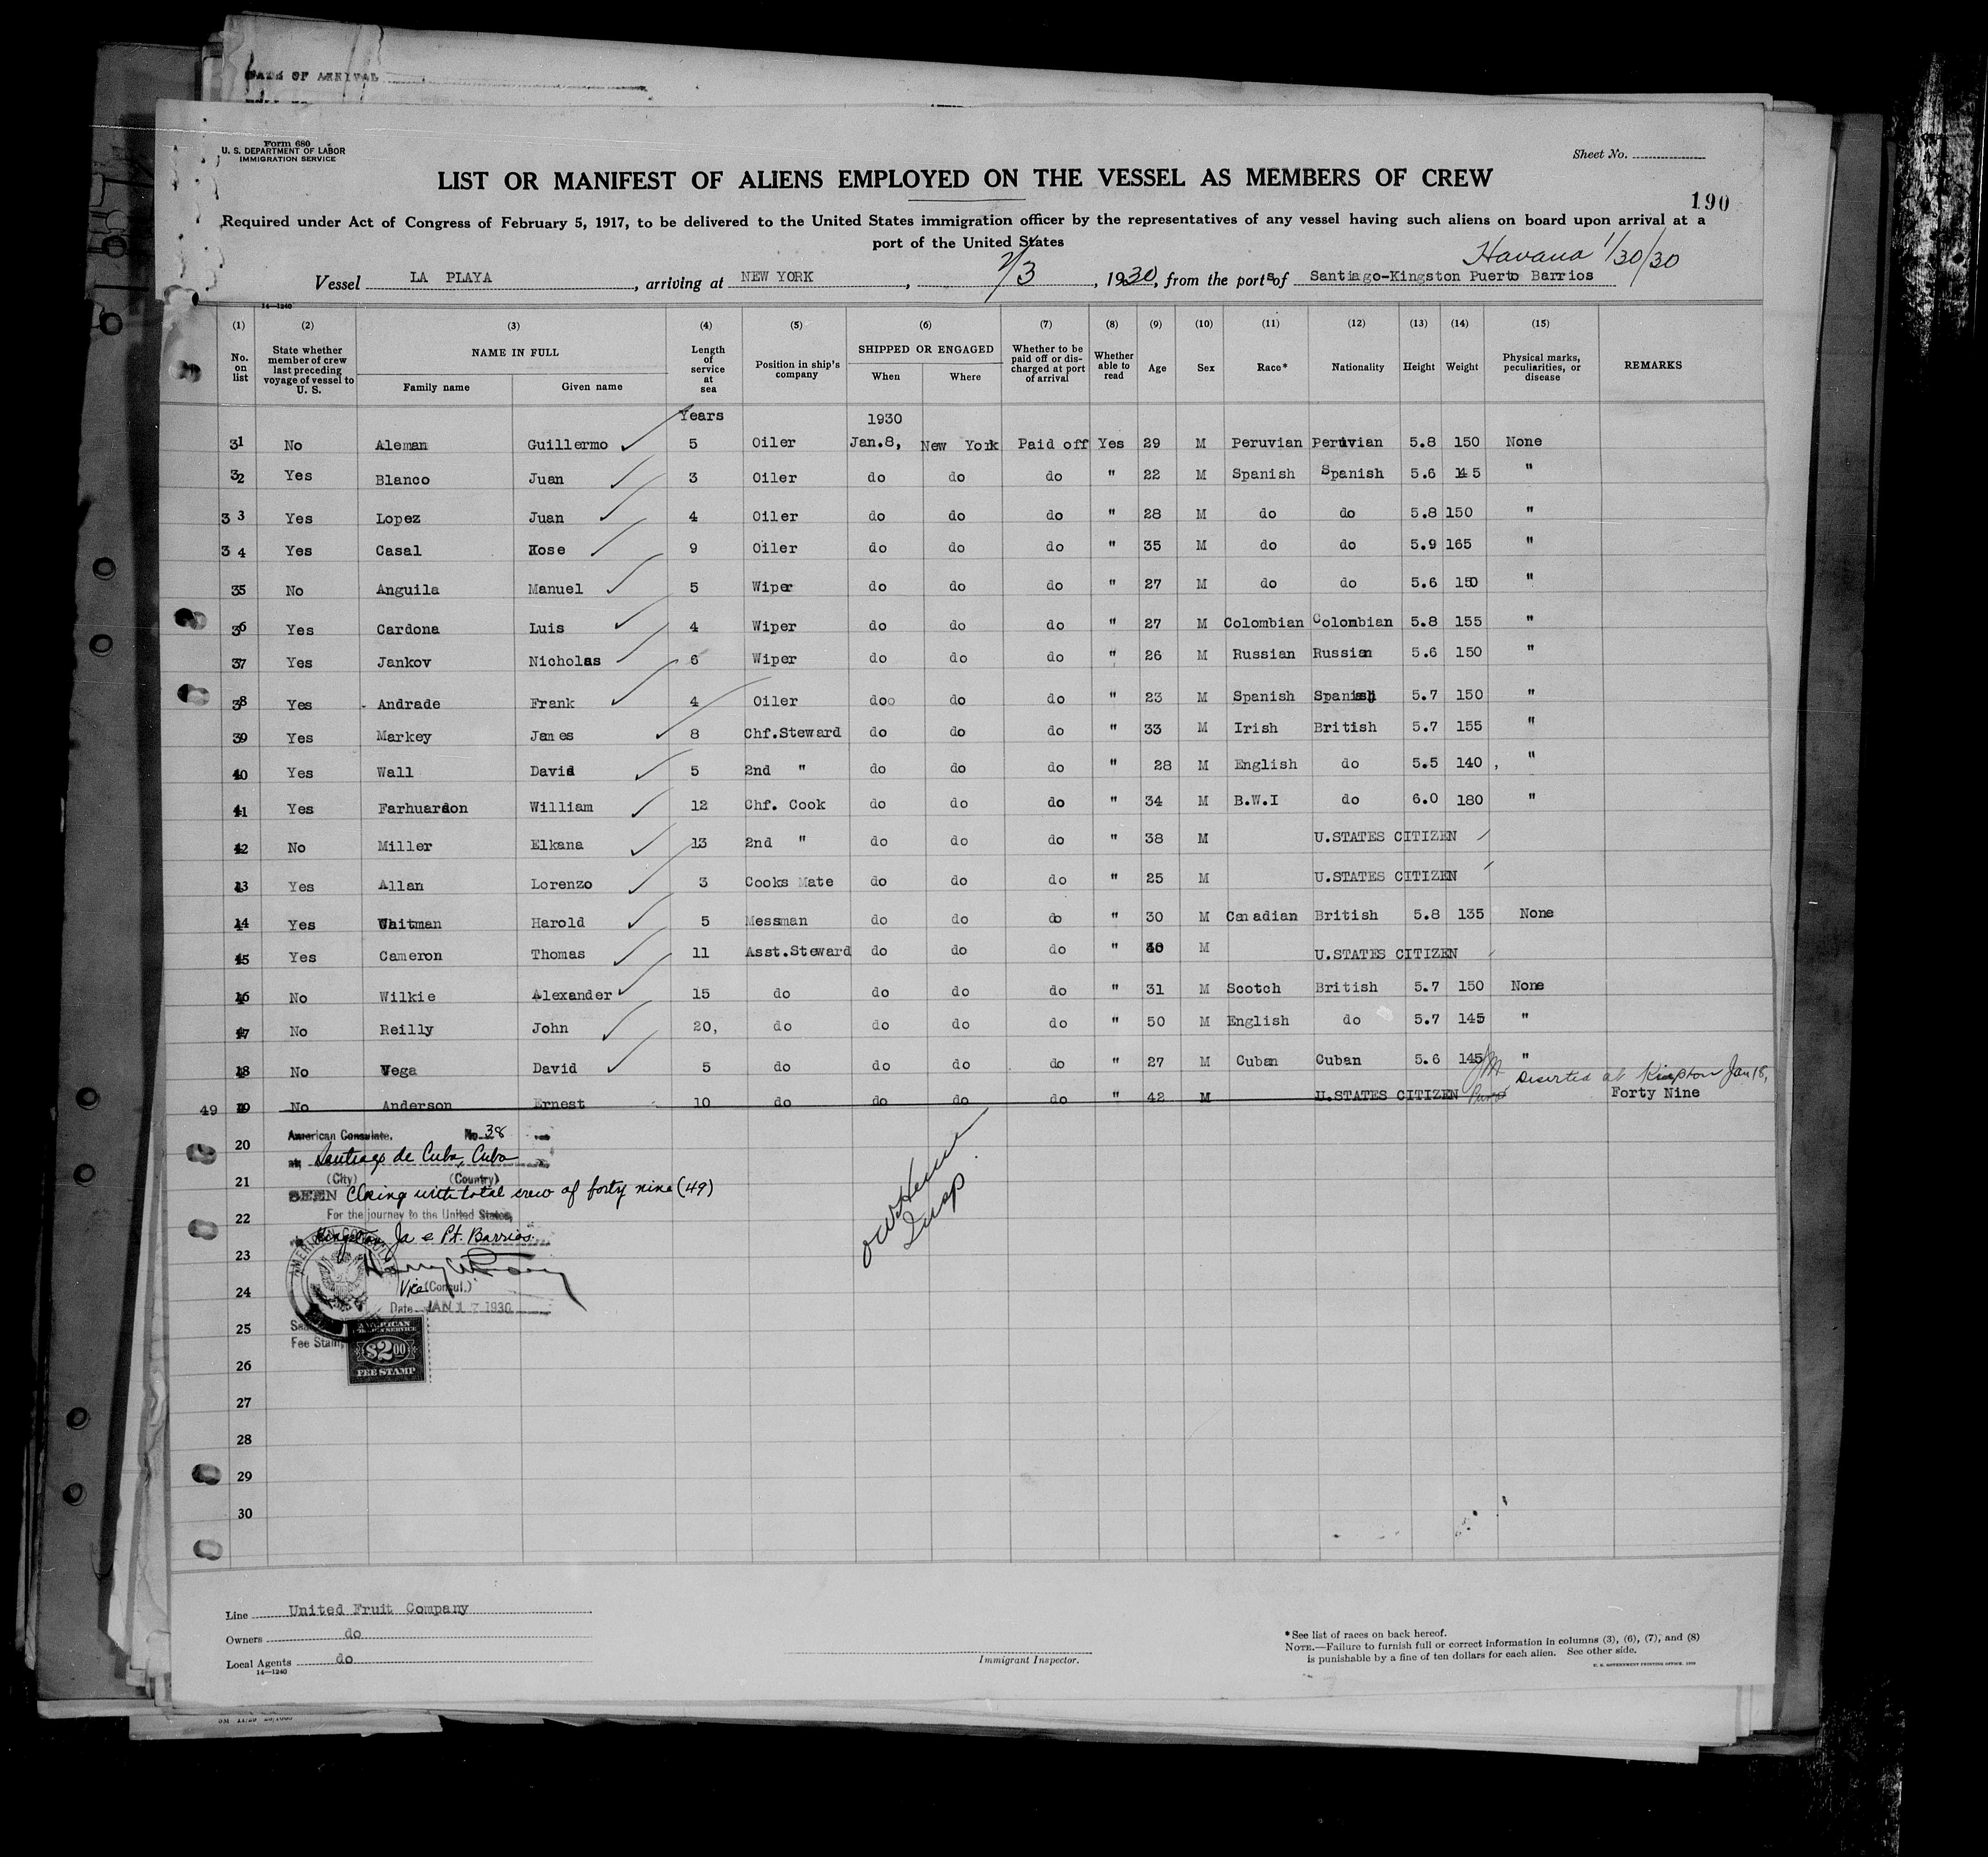 DATE OF ARRIVAL
Form 680
U. S. DEPARTMENT OF LABOR
IMMIGRATION SERVICE
Sheet No.
LIST OR MANIFEST OF ALIENS EMPLOYED ON THE VESSEL AS MEMBERS OF CREW
190
Required under Act of Congress of February 5, 1917, to be delivered to the United States immigration officer by the representatives of any vessel having such aliens on board upon arrival at a
port of the United States
Havana 1/30/30
Vessel LA PLAYA, arriving at NEW YORK, 2/3, 1930, from the ports of Santiago-Kingston Puerto Barrios
14—1240
(1) (2) (3) (4) (5) (6) (7) (8) (9) (10) (11) (12) (13) (14) (15)
No. on list State whether member of crew last preceding voyage of vessel to U. S. NAME IN FULL Family name Given name Length of service at sea Position in ship's company SHIPPED OR ENGAGED When Where Whether to be paid off or discharged at port of arrival Whether able to read Age Sex Race* Nationality Height Weight Physical marks, peculiarities, or disease REMARKS
Years 1930
31 No Aleman Guillermo 5 Oiler Jan.8, New York Paid off Yes 29 M Peruvian Peruvian 5.8 150 None
32 Yes Blanco Juan 3 Oiler do do do " 22 M Spanish Spanish 5.6 145 "
33 Yes Lopez Juan 4 Oiler do do do " 28 M do do 5.8 150 "
34 Yes Casal Jose 9 Oiler do do do " 35 M do do 5.9 165 "
35 No Anguila Manuel 5 Wiper do do do " 27 M do do 5.6 150 "
36 Yes Cardona Luis 4 Wiper do do do " 27 M Colombian Colombian 5.8 155 "
37 Yes Jankov Nicholas 6 Wiper do do do " 26 M Russian Russian 5.6 150 "
38 Yes Andrade Frank 4 Oiler doo do do " 23 M Spanish Spanish 5.7 150 "
39 Yes Markey James 8 Chf.Steward do do do " 33 M Irish British 5.7 155 "
40 Yes Wall David 5 2nd " do do do " 28 M English do 5.5 140 , "
41 Yes Farhuardon William 12 Chf. Cook do do do " 34 M B.W.I do 6.0 180 "
42 No Miller Elkana 13 2nd " do do do " 38 M U.STATES CITIZEN
43 Yes Allan Lorenzo 3 Cooks Mate do do do " 25 M U.STATES CITIZEN
44 Yes Whitman Harold 5 Messman do do do " 30 M Canadian British 5.8 135 None
45 Yes Cameron Thomas 11 Asst.Steward do do do " M U.STATES CITIZEN
46 No Wilkie Alexander 15 do do do do " 31 M Scotch British 5.7 150 None
47 No Reilly John 20, do do do do " 50 M English do 5.7 145 "
48 No Vega David 5 do do do do " 27 M Cuban Cuban 5.6 145 "
Deserted at Kingston Jan 18,
49 19 No Anderson Ernest 10 do do do do " 42 M U.STATES CITIZEN Forty Nine
20
American Consulate. No. 38
at Santiago de Cuba, Cuba
21
(City) (Country)
SEEN Closing with total crew of forty nine (49)
22
For the journey to the United States,
Kingston, Ja e Pt. Barrios.
23
AMERICAN CONSULATE
24
Vice (Consul.)
Date JAN 17 1930
25
Seal
Fee Stamp
AMERICAN
FOREIGN SERVICE
$2.00
FEE STAMP
26
27
28
29
30
Insp
Line United Fruit Company
Owners do
Local Agents do
14—1240
Immigrant Inspector.
*See list of races on back hereof.
NOTE.—Failure to furnish full or correct information in columns (3), (6), (7), and (8)
is punishable by a fine of ten dollars for each alien. See other side.
U. S. GOVERNMENT PRINTING OFFICE, 1929